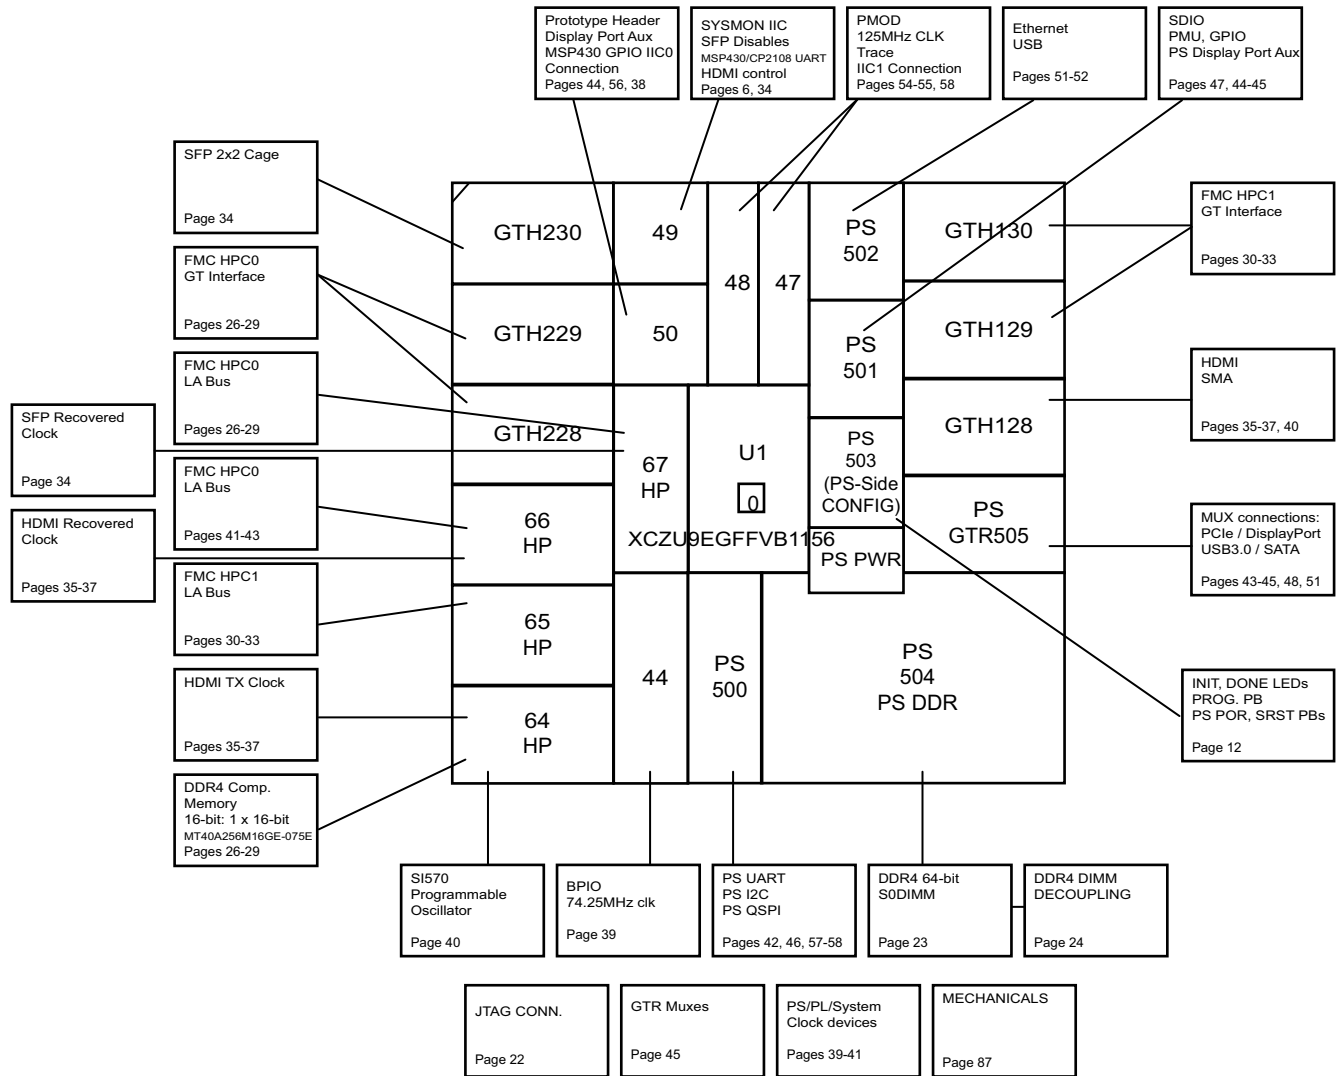 Prototype Header
Display Port Aux
MSP430 GPIO IIC0
Connection
Pages 44, 56, 38
SYSMON IIC
SFP Disables
MSP430/CP2108 UART
HDMI control
Pages 6, 34
PMOD
125MHz CLK
Trace
IIC1 Connection
Pages 54-55, 58
Ethernet
USB
Pages 51-52
SDIO
PMU, GPIO
PS Display Port Aux
Pages 47, 44-45
SFP 2x2 Cage
Page 34
FMC HPC0
GT Interface
Pages 26-29
FMC HPC0
LA Bus
Pages 26-29
SFP Recovered
Clock
Page 34
FMC HPC0
LA Bus
Pages 41-43
HDMI Recovered
Clock
Pages 35-37
FMC HPC1
LA Bus
Pages 30-33
HDMI TX Clock
Pages 35-37
DDR4 Comp.
Memory
16-bit: 1 x 16-bit
MT40A256M16GE-075E
Pages 26-29
GTH230
49
48
47
PS
502
GTH130
GTH229
50
PS
501
GTH129
GTH228
67
HP
U1
0
XCZU9EGFFVB1156
PS
503
(PS-Side
CONFIG)
GTH128
66
HP
PS PWR
PS
GTR505
65
HP
44
PS
500
PS
504
PS DDR
64
HP
FMC HPC1
GT Interface
Pages 30-33
HDMI
SMA
Pages 35-37, 40
MUX connections:
PCIe / DisplayPort
USB3.0 / SATA
Pages 43-45, 48, 51
INIT, DONE LEDs
PROG. PB
PS POR, SRST PBs
Page 12
SI570
Programmable
Oscillator
Page 40
BPIO
74.25MHz clk
Page 39
PS UART
PS I2C
PS QSPI
Pages 42, 46, 57-58
DDR4 64-bit
S0DIMM
Page 23
DDR4 DIMM
DECOUPLING
Page 24
JTAG CONN.
Page 22
GTR Muxes
Page 45
PS/PL/System
Clock devices
Pages 39-41
MECHANICALS
Page 87